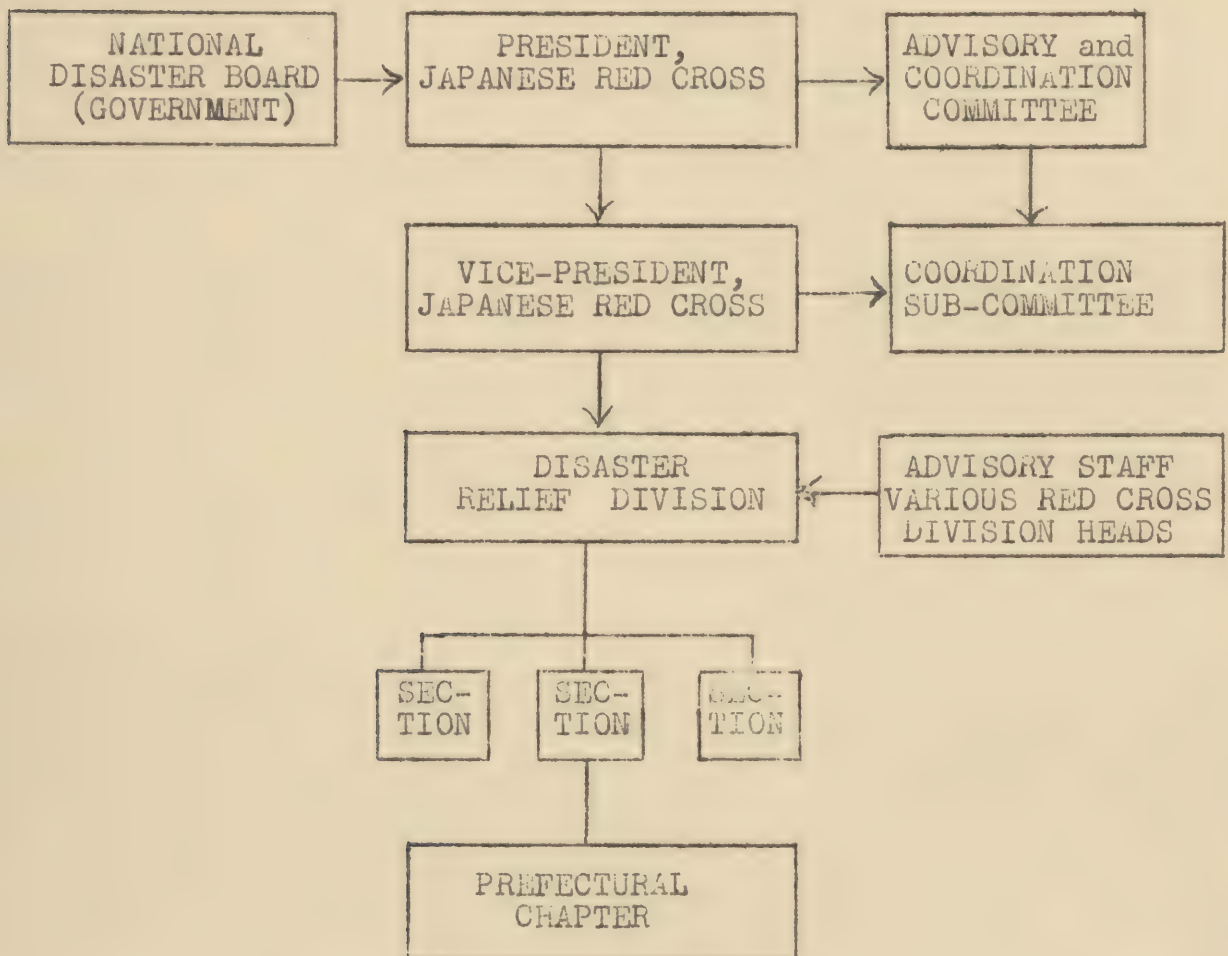 NATIONAL
DISASTER BOARD
(GOVERNMENT)
PRESIDENT,
JAPANESE RED CROSS
ADVISORY and
COORDINATION
COMMITTEE
VICE-PRESIDENT,
JAPANESE RED CROSS
COORDINATION
SUB-COMMITTEE
DISASTER
RELIEF DIVISION
ADVISORY STAFF
VARIOUS RED CROSS
DIVISION HEADS
SEC-
TION
SEC-
TION
SEC-
TION
PREFECTURAL
CHAPTER